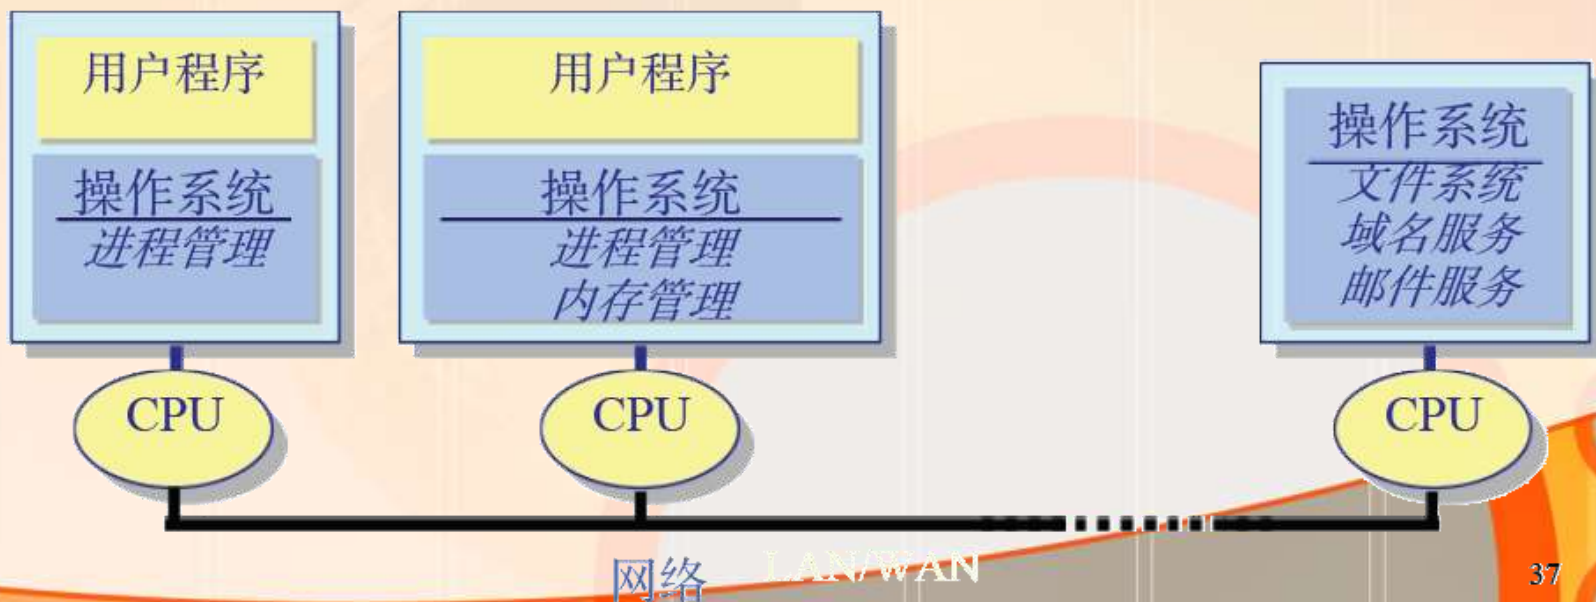 用户程序
操作系统
进程管理
用户程序
操作系统
进程管理
内存管理
操作系统
文件系统
域名服务
邮件服务
CPU
CPU
CPU
网络 LAN/WAN
37